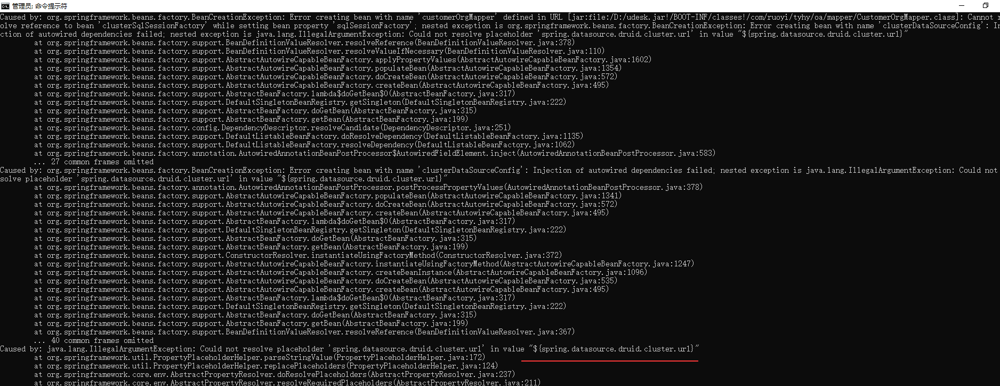 管理员: 命令提示符
Caused by: org.springframework.beans.factory.BeanCreationException: Error creating bean with name 'customerOrgMapper' defined in URL [jar:file:/D:/udesk.jar!/BOOT-INF/classes!/com/ruoyi/tyhy/oa/mapper/CustomerOrgMapper.class]: Cannot r
olve reference to bean 'clusterSqlSessionFactory' while setting bean property 'sqlSessionFactory'; nested exception is org.springframework.beans.factory.BeanCreationException: Error creating bean with name 'clusterDataSourceConfig': In
ction of autowired dependencies failed; nested exception is java.lang.IllegalArgumentException: Could not resolve placeholder 'spring.datasource.druid.cluster.url' in value "${spring.datasource.druid.cluster.url}"
at org.springframework.beans.factory.support.BeanDefinitionValueResolver.resolveReference(BeanDefinitionValueResolver.java:378)
at org.springframework.beans.factory.support.BeanDefinitionValueResolver.resolveValueIfNecessary(BeanDefinitionValueResolver.java:110)
at org.springframework.beans.factory.support.AbstractAutowireCapableBeanFactory.applyPropertyValues(AbstractAutowireCapableBeanFactory.java:1602)
at org.springframework.beans.factory.support.AbstractAutowireCapableBeanFactory.populateBean(AbstractAutowireCapableBeanFactory.java:1354)
at org.springframework.beans.factory.support.AbstractAutowireCapableBeanFactory.doCreateBean(AbstractAutowireCapableBeanFactory.java:572)
at org.springframework.beans.factory.support.AbstractAutowireCapableBeanFactory.createBean(AbstractAutowireCapableBeanFactory.java:495)
at org.springframework.beans.factory.support.AbstractBeanFactory.lambda$doGetBean$0(AbstractBeanFactory.java:317)
at org.springframework.beans.factory.support.DefaultSingletonBeanRegistry.getSingleton(DefaultSingletonBeanRegistry.java:222)
at org.springframework.beans.factory.support.AbstractBeanFactory.doGetBean(AbstractBeanFactory.java:315)
at org.springframework.beans.factory.support.AbstractBeanFactory.getBean(AbstractBeanFactory.java:199)
at org.springframework.beans.factory.config.DependencyDescriptor.resolveCandidate(DependencyDescriptor.java:251)
at org.springframework.beans.factory.support.DefaultListableBeanFactory.doResolveDependency(DefaultListableBeanFactory.java:1135)
at org.springframework.beans.factory.support.DefaultListableBeanFactory.resolveDependency(DefaultListableBeanFactory.java:1062)
at org.springframework.beans.factory.annotation.AutowiredAnnotationBeanPostProcessor$AutowiredFieldElement.inject(AutowiredAnnotationBeanPostProcessor.java:583)
... 27 common frames omitted
Caused by: org.springframework.beans.factory.BeanCreationException: Error creating bean with name 'clusterDataSourceConfig': Injection of autowired dependencies failed; nested exception is java.lang.IllegalArgumentException: Could not
solve placeholder 'spring.datasource.druid.cluster.url' in value "${spring.datasource.druid.cluster.url}"
at org.springframework.beans.factory.annotation.AutowiredAnnotationBeanPostProcessor.postProcessPropertyValues(AutowiredAnnotationBeanPostProcessor.java:378)
at org.springframework.beans.factory.support.AbstractAutowireCapableBeanFactory.populateBean(AbstractAutowireCapableBeanFactory.java:1341)
at org.springframework.beans.factory.support.AbstractAutowireCapableBeanFactory.doCreateBean(AbstractAutowireCapableBeanFactory.java:572)
at org.springframework.beans.factory.support.AbstractAutowireCapableBeanFactory.createBean(AbstractAutowireCapableBeanFactory.java:495)
at org.springframework.beans.factory.support.AbstractBeanFactory.lambda$doGetBean$0(AbstractBeanFactory.java:317)
at org.springframework.beans.factory.support.DefaultSingletonBeanRegistry.getSingleton(DefaultSingletonBeanRegistry.java:222)
at org.springframework.beans.factory.support.AbstractBeanFactory.doGetBean(AbstractBeanFactory.java:315)
at org.springframework.beans.factory.support.AbstractBeanFactory.getBean(AbstractBeanFactory.java:199)
at org.springframework.beans.factory.support.ConstructorResolver.instantiateUsingFactoryMethod(ConstructorResolver.java:372)
at org.springframework.beans.factory.support.AbstractAutowireCapableBeanFactory.instantiateUsingFactoryMethod(AbstractAutowireCapableBeanFactory.java:1247)
at org.springframework.beans.factory.support.AbstractAutowireCapableBeanFactory.createBeanInstance(AbstractAutowireCapableBeanFactory.java:1096)
at org.springframework.beans.factory.support.AbstractAutowireCapableBeanFactory.doCreateBean(AbstractAutowireCapableBeanFactory.java:535)
at org.springframework.beans.factory.support.AbstractAutowireCapableBeanFactory.createBean(AbstractAutowireCapableBeanFactory.java:495)
at org.springframework.beans.factory.support.AbstractBeanFactory.lambda$doGetBean$0(AbstractBeanFactory.java:317)
at org.springframework.beans.factory.support.DefaultSingletonBeanRegistry.getSingleton(DefaultSingletonBeanRegistry.java:222)
at org.springframework.beans.factory.support.AbstractBeanFactory.doGetBean(AbstractBeanFactory.java:315)
at org.springframework.beans.factory.support.AbstractBeanFactory.getBean(AbstractBeanFactory.java:199)
at org.springframework.beans.factory.support.BeanDefinitionValueResolver.resolveReference(BeanDefinitionValueResolver.java:367)
... 40 common frames omitted
Caused by: java.lang.IllegalArgumentException: Could not resolve placeholder 'spring.datasource.druid.cluster.url' in value "${spring.datasource.druid.cluster.url}"
at org.springframework.util.PropertyPlaceholderHelper.parseStringValue(PropertyPlaceholderHelper.java:172)
at org.springframework.util.PropertyPlaceholderHelper.replacePlaceholders(PropertyPlaceholderHelper.java:124)
at org.springframework.core.env.AbstractPropertyResolver.doResolvePlaceholders(AbstractPropertyResolver.java:237)
at org.springframework.core.env.AbstractPropertyResolver.resolveRequiredPlaceholders(AbstractPropertyResolver.java:211)